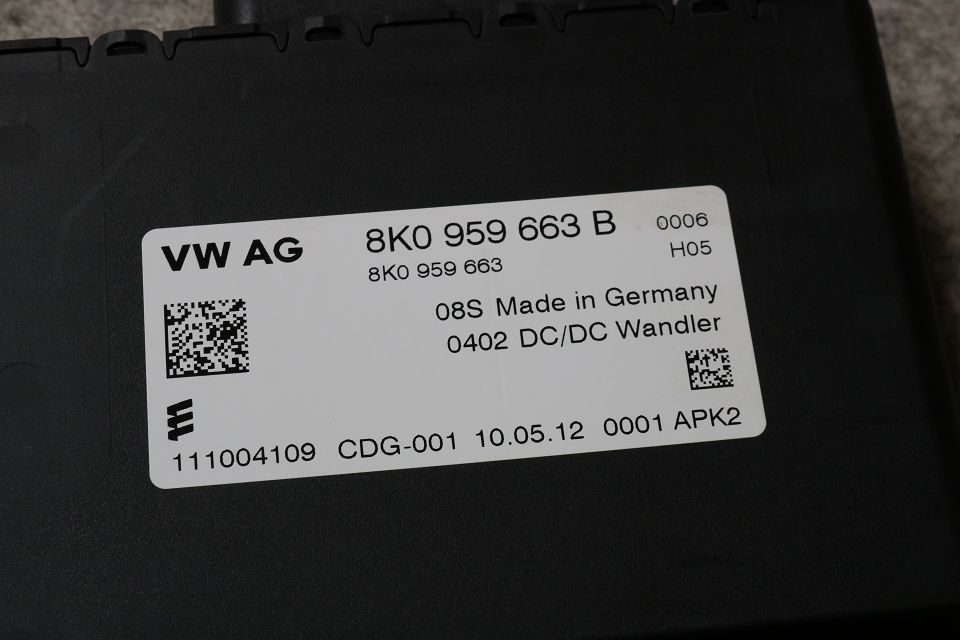 VW AG
8K0 959 663 B 0006
8K0 959 663 H05
08S Made in Germany
0402 DC/DC Wandler
111004109 CDG-001 10.05.12 0001 APK2